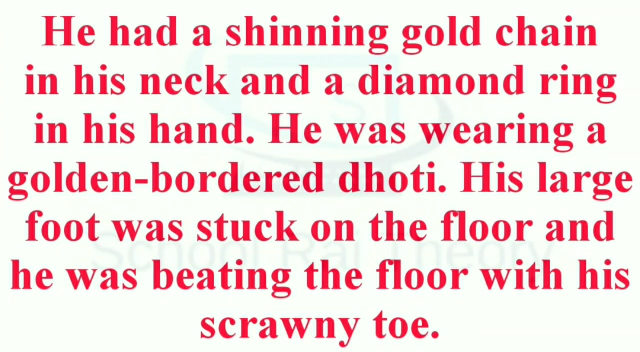 He had a shinning gold chain
in his neck and a diamond ring
in his hand. He was wearing a
golden-bordered dhoti. His large
foot was stuck on the floor and
he was beating the floor with his
scrawny toe.